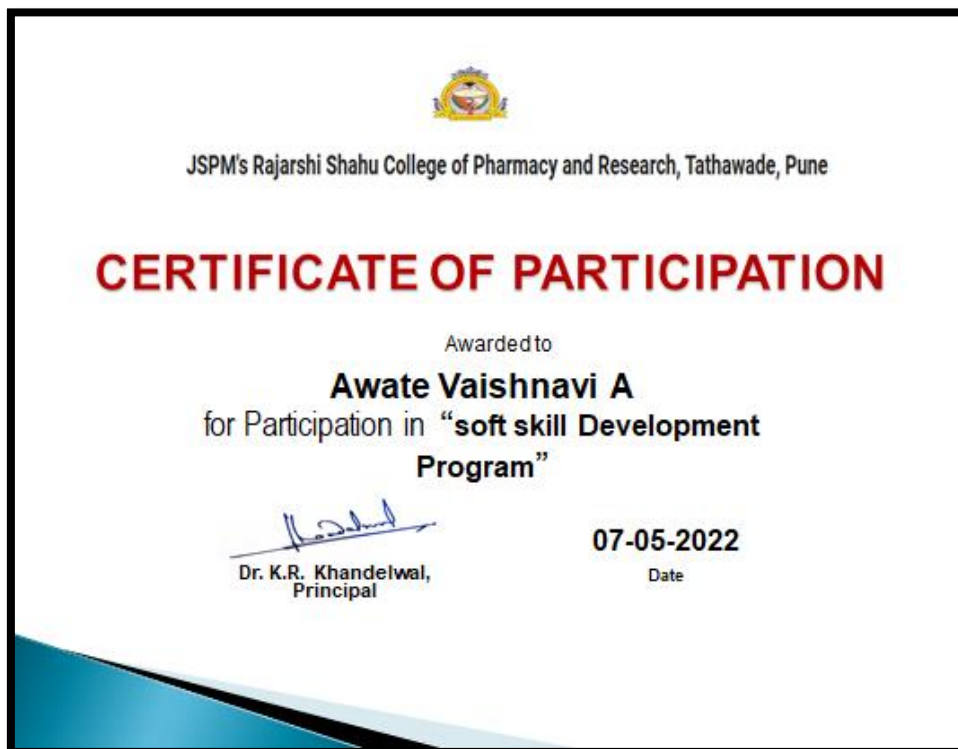 JSPM's Rajarshi Shahu College of Pharmacy and Research, Tathawade, Pune
CERTIFICATE OF PARTICIPATION
Awarded to
Awate Vaishnavi A
for Participation in “soft skill Development
Program”
Dr. K.R. Khandelwal,
Principal
07-05-2022
Date